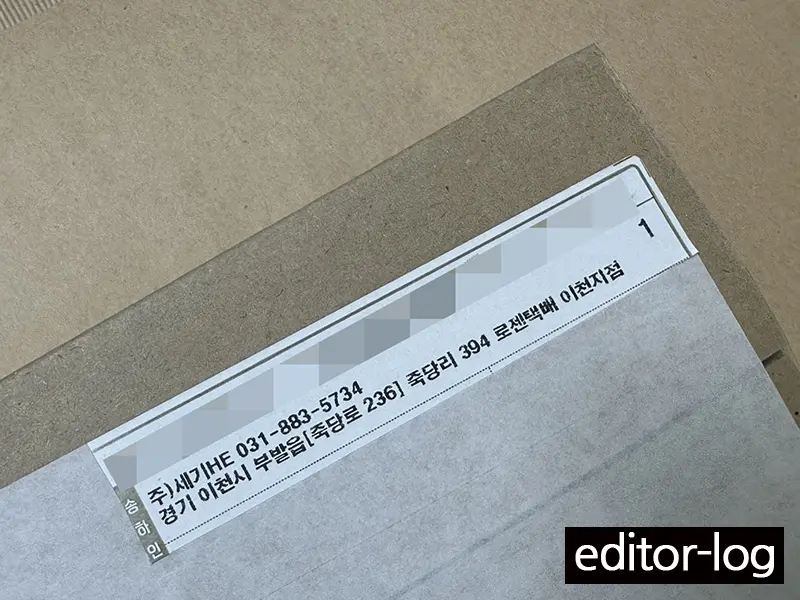 1
주)세기HE 031-883-5734
경기 이천시 부발읍[죽당로 236] 죽당리 394 로젠택배 이천지점
송하인
editor-log